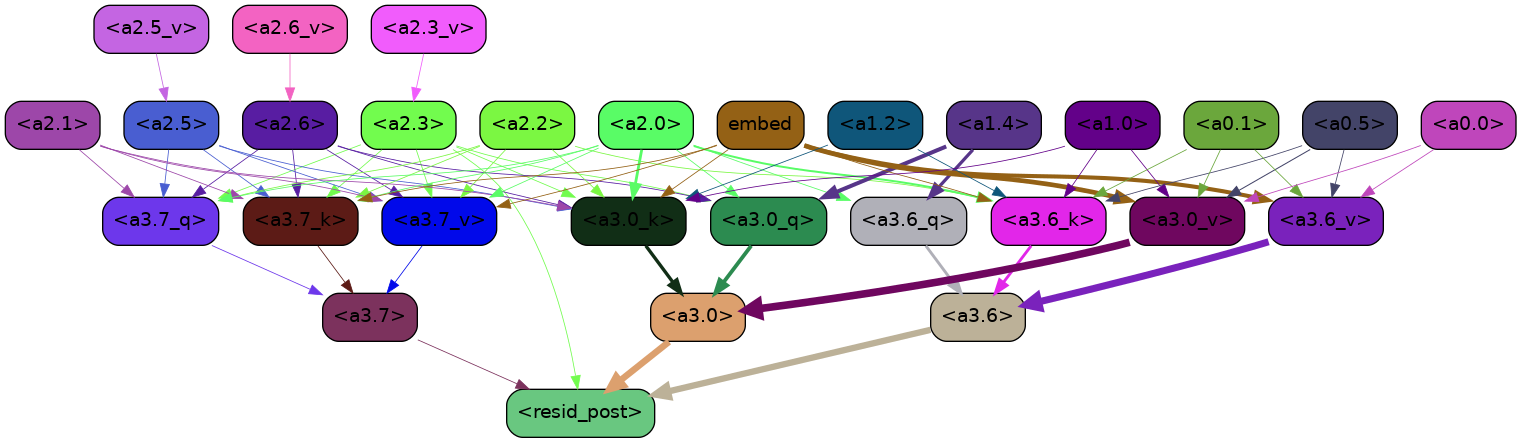 <a2.5_v> <a2.6_v> <a2.3_v>
<a2.1> <a2.5> <a2.6> <a2.3> <a2.2> <a2.0> embed <a1.2> <a1.4> <a1.0> <a0.1> <a0.5> <a0.0>
<a3.7_q> <a3.7_k> <a3.7_v> <a3.0_k> <a3.0_q> <a3.6_q> <a3.6_k> <a3.0_v> <a3.6_v>
<a3.7> <a3.0> <a3.6>
<resid_post>